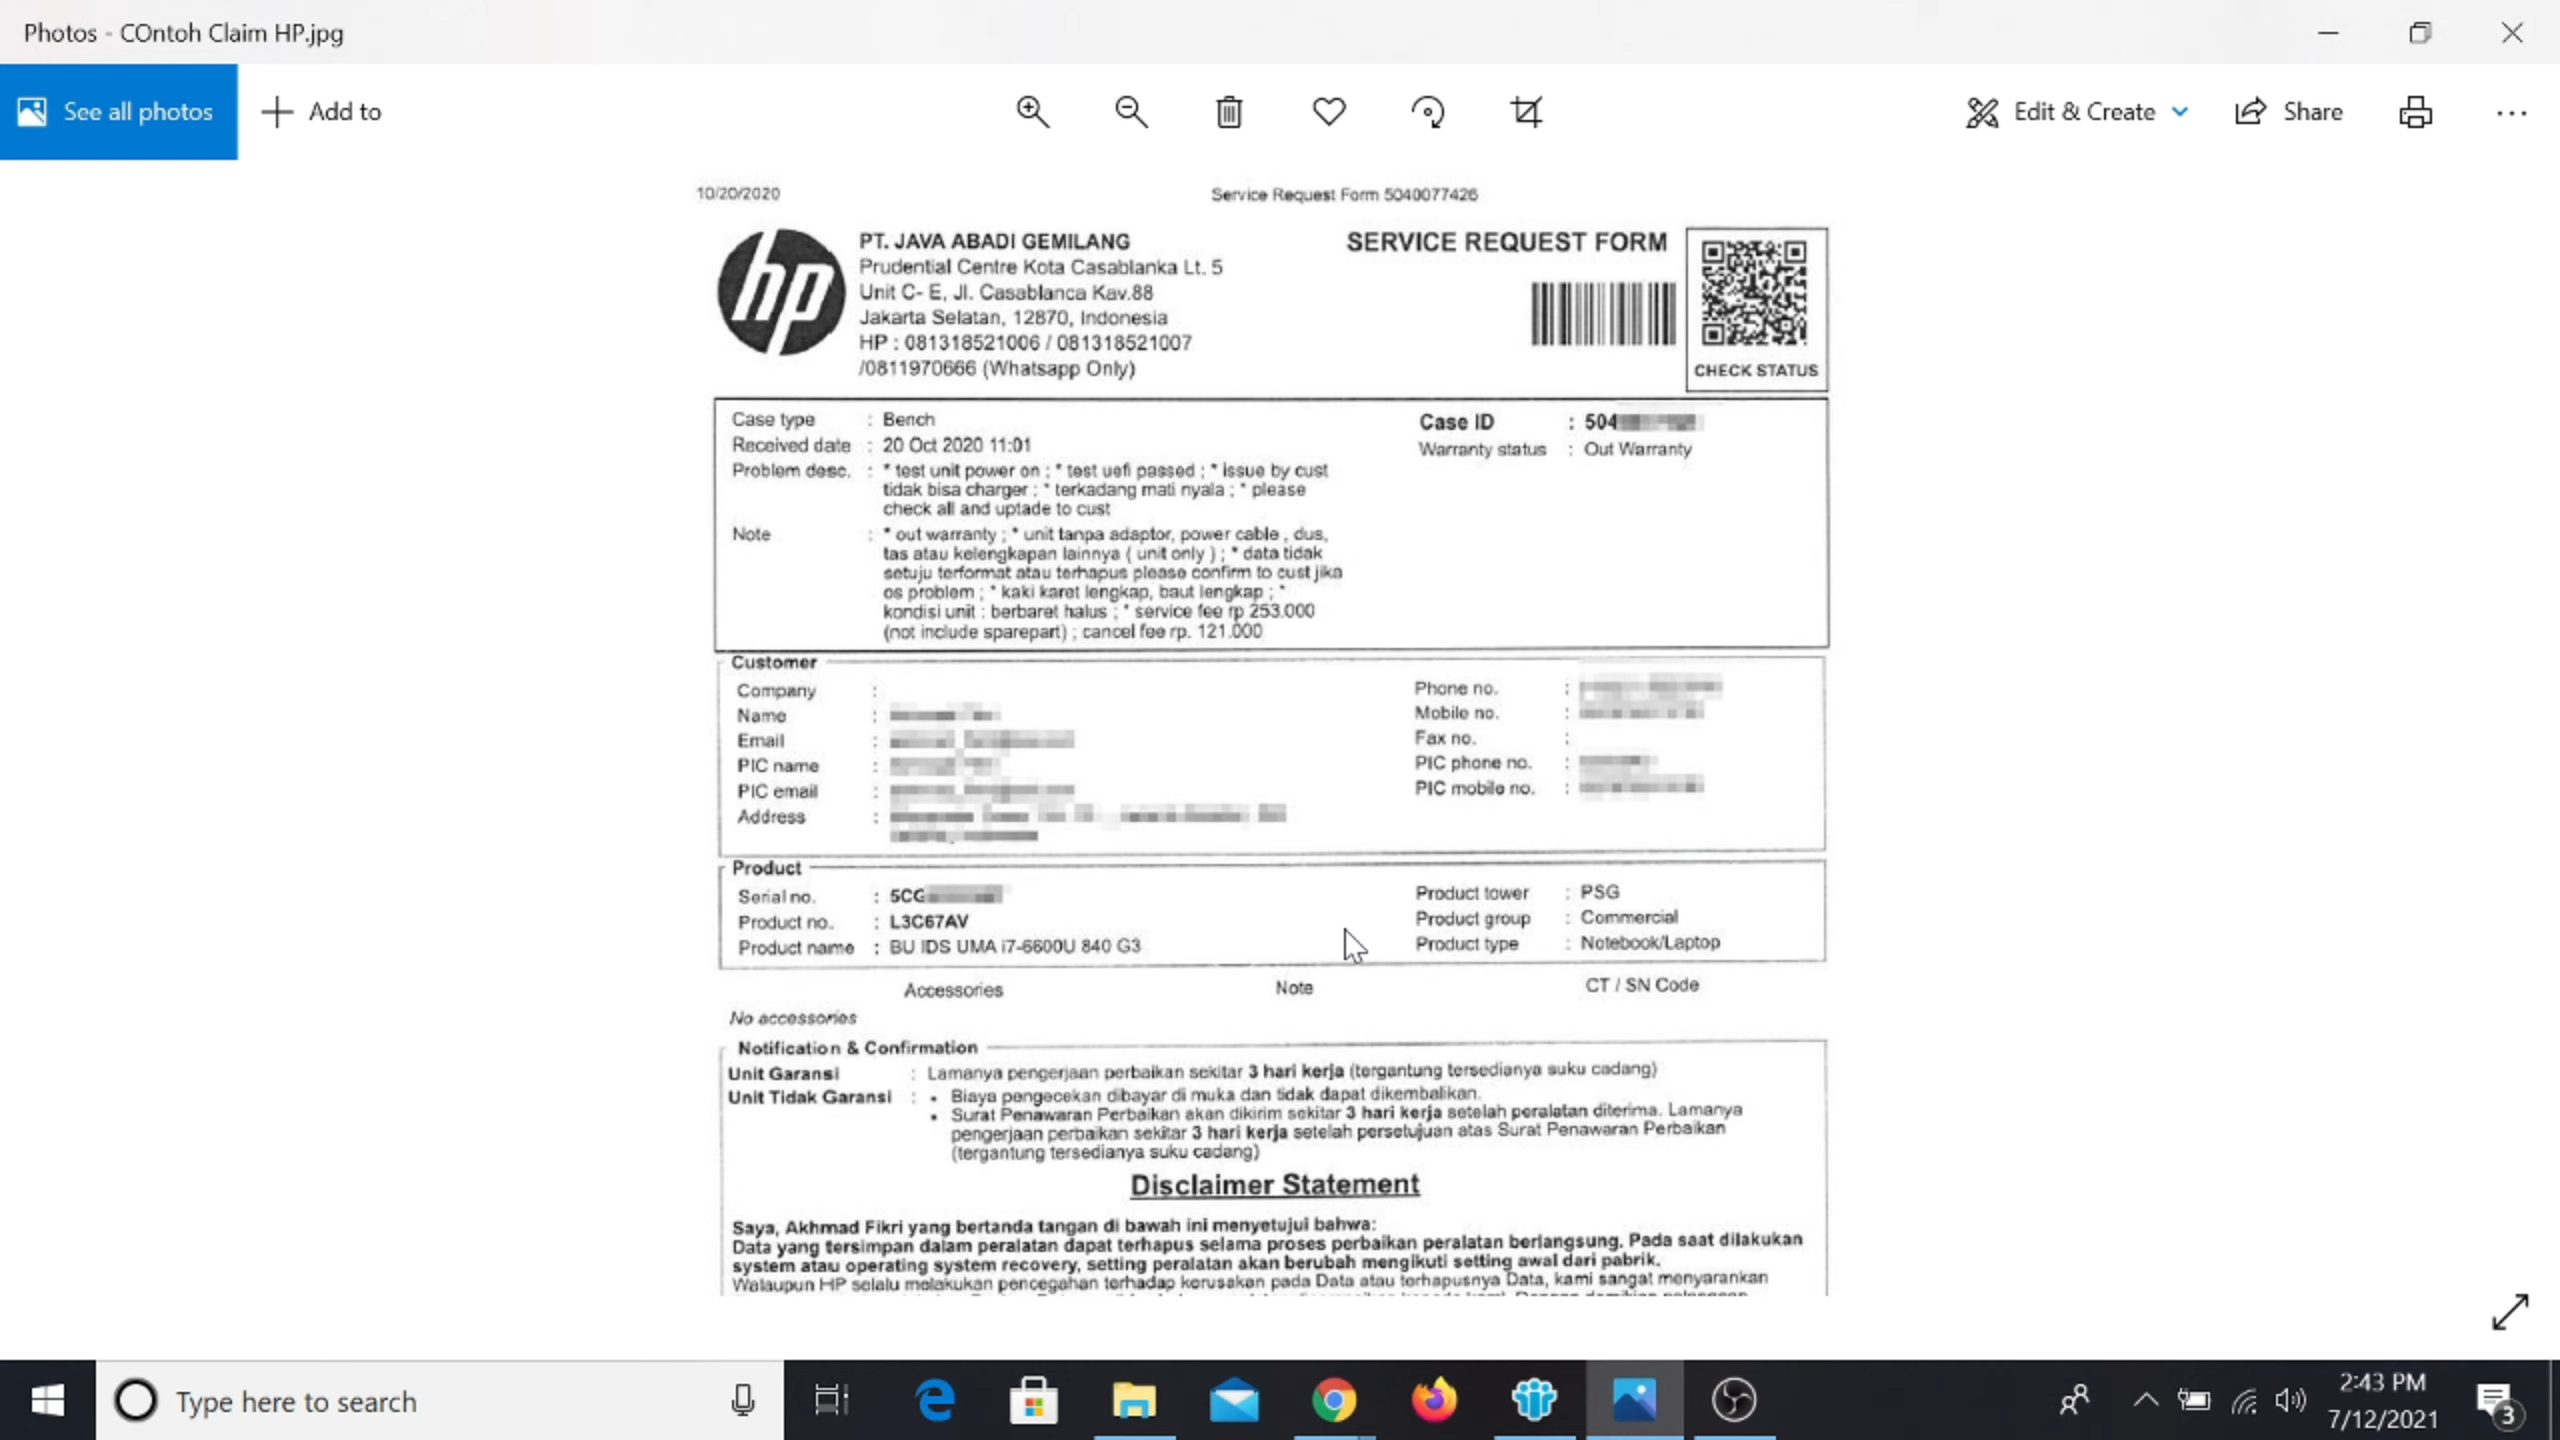 Photos - COntoh Claim HP.jpg
See all photos
Add to
Edit & Create
Share
10/20/2020
Service Request Form 5040077426
hp
PT. JAVA ABADI GEMILANG
Prudential Centre Kota Casablanka Lt. 5
Unit C- E, Jl. Casablanca Kav.88
Jakarta Selatan, 12870, Indonesia
HP : 081318521006 / 081318521007
/0811970666 (Whatsapp Only)
SERVICE REQUEST FORM
CHECK STATUS
Case type : Bench
Received date : 20 Oct 2020 11:01
Problem desc. : * test unit power on ; * test uefi passed ; * issue by cust
tidak bisa charger ; * terkadang mati nyala ; * please
check all and uptade to cust
Note : * out warranty ; * unit tanpa adaptor, power cable , dus,
tas atau kelengkapan lainnya ( unit only ) ; * data tidak
setuju terformat atau terhapus please confirm to cust jika
os problem ; * kaki karet lengkap, baut lengkap ; *
kondisi unit : berbaret halus ; * service fee rp 253.000
(not include sparepart) ; cancel fee rp. 121.000
Case ID : 504
Warranty status : Out Warranty
Customer
Company :
Name :
Email :
PIC name :
PIC email :
Address :
Phone no. :
Mobile no. :
Fax no. :
PIC phone no. :
PIC mobile no. :
Product
Serial no. : 5CG
Product no. : L3C67AV
Product name : BU IDS UMA i7-6600U 840 G3
Product tower : PSG
Product group : Commercial
Product type : Notebook/Laptop
Accessories Note CT / SN Code
No accessories
Notification & Confirmation
Unit Garansi : Lamanya pengerjaan perbaikan sekitar 3 hari kerja (tergantung tersedianya suku cadang)
Unit Tidak Garansi : • Biaya pengecekan dibayar di muka dan tidak dapat dikembalikan.
• Surat Penawaran Perbaikan akan dikirim sekitar 3 hari kerja setelah peralatan diterima. Lamanya
pengerjaan perbaikan sekitar 3 hari kerja setelah persetujuan atas Surat Penawaran Perbaikan
(tergantung tersedianya suku cadang)
Disclaimer Statement
Saya, Akhmad Fikri yang bertanda tangan di bawah ini menyetujui bahwa:
Data yang tersimpan dalam peralatan dapat terhapus selama proses perbaikan peralatan berlangsung. Pada saat dilakukan
system atau operating system recovery, setting peralatan akan berubah mengikuti setting awal dari pabrik.
Walaupun HP selalu melakukan pencegahan terhadap kerusakan pada Data atau terhapusnya Data, kami sangat menyarankan
Type here to search
2:43 PM
7/12/2021
3